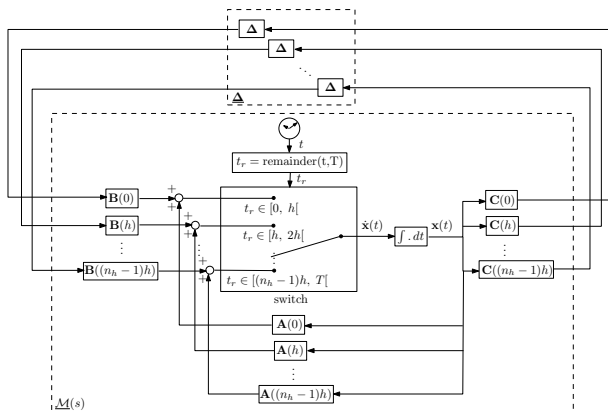 Δ
Δ
⋱
Δ
Δ
t
t_r = remainder(t,T)
t_r
B(0)
+
+
t_r ∈ [0, h[
C(0)
B(h)
+
+
t_r ∈ [h, 2h[
ẋ(t)
∫ . dt
x(t)
C(h)
⋮
⋮
⋮
⋮
B((n_h − 1)h)
+
+
t_r ∈ [(n_h − 1)h, T[
C((n_h − 1)h)
switch
A(0)
A(h)
⋮
A((n_h − 1)h)
M(s)